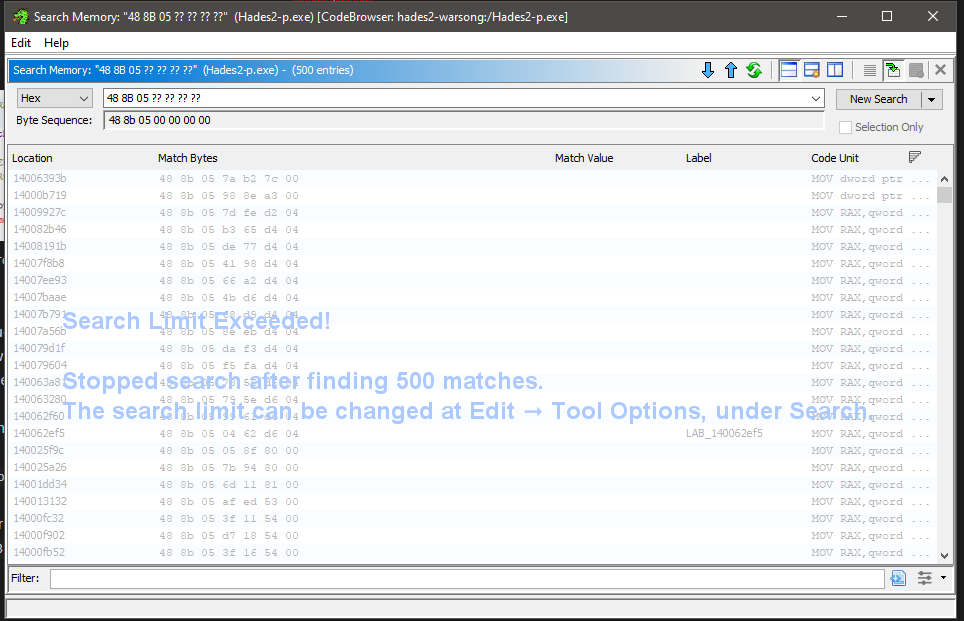 Search Memory: "48 8B 05 ?? ?? ?? ??" (Hades2-p.exe) [CodeBrowser: hades2-warsong:/Hades2-p.exe]
Edit Help
Search Memory: "48 8B 05 ?? ?? ?? ??" (Hades2-p.exe) - (500 entries)
Hex 48 8B 05 ?? ?? ?? ?? New Search
Byte Sequence: 48 8b 05 00 00 00 00 Selection Only
Location Match Bytes Match Value Label Code Unit
14006393b 48 8b 05 7a b2 7c 00 MOV dword ptr ...
14000b719 48 8b 05 98 8e a3 00 MOV dword ptr ...
14009927c 48 8b 05 7d fe d2 04 MOV RAX,qword ...
140082b46 48 8b 05 b3 65 d4 04 MOV RAX,qword ...
14008191b 48 8b 05 de 77 d4 04 MOV RAX,qword ...
14007f8b8 48 8b 05 41 98 d4 04 MOV RAX,qword ...
14007ee93 48 8b 05 66 a2 d4 04 MOV RAX,qword ...
14007baae 48 8b 05 4b d6 d4 04 MOV RAX,qword ...
14007b791 48 8b 05 d9 d4 04 MOV RAX,qword ...
Search Limit Exceeded!
14007a56b 48 8b 05 8e eb d4 04 MOV RAX,qword ...
140079d1f 48 8b 05 da f3 d4 04 MOV RAX,qword ...
140079604 48 8b 05 f5 fa d4 04 MOV RAX,qword ...
Stopped search after finding 500 matches.
MOV RAX,qword ...
140063280 48 8b 05 79 5e d6 04 MOV RAX,qword ...
The search limit can be changed at Edit → Tool Options, under Search.
140062f60 MOV RAX,qword ...
140062ef5 48 8b 05 04 62 d6 04 LAB_140062ef5 MOV RAX,qword ...
140025f9c 48 8b 05 05 8f 80 00 MOV RAX,qword ...
140025a26 48 8b 05 7b 94 80 00 MOV RAX,qword ...
14001dd34 48 8b 05 6d 11 81 00 MOV RAX,qword ...
140013132 48 8b 05 af ed 53 00 MOV RAX,qword ...
14000fc32 48 8b 05 3f 11 54 00 MOV RAX,qword ...
14000f902 48 8b 05 d7 18 54 00 MOV RAX,qword ...
14000fb52 48 8b 05 3f 16 54 00 MOV RAX,qword ...
Filter: